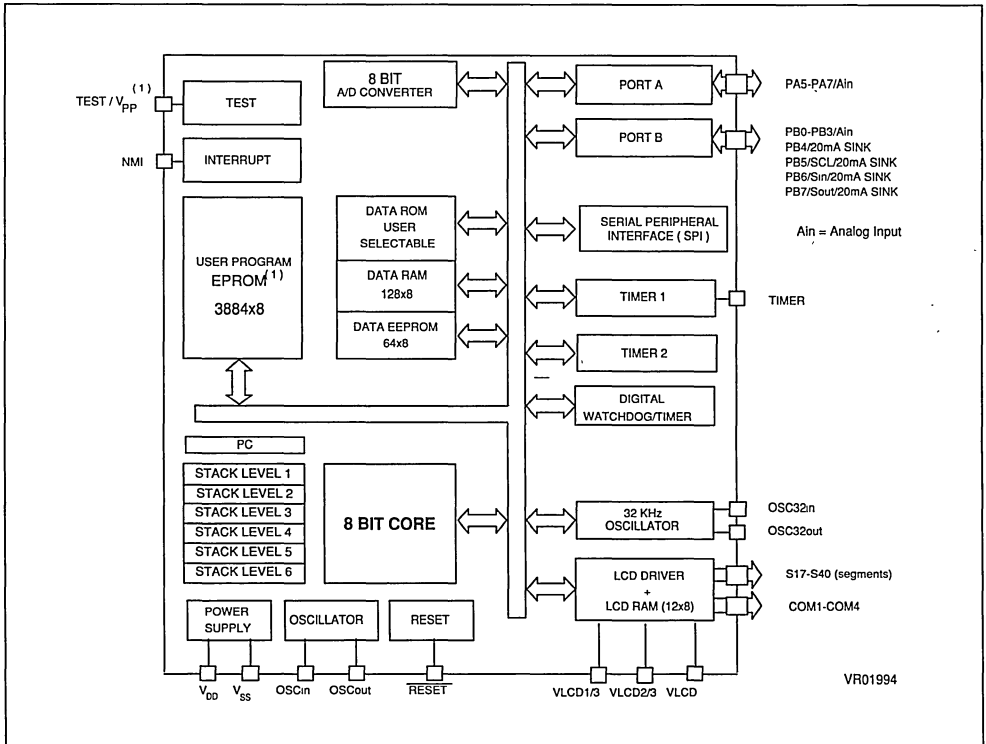 8 BIT
A/D CONVERTER
PORT A
PA5-PA7/Ain
TEST / VPP (1)
TEST
PORT B
PB0-PB3/Ain
PB4/20mA SINK
PB5/SCL/20mA SINK
PB6/Sin/20mA SINK
PB7/Sout/20mA SINK
NMI
INTERRUPT
DATA ROM
USER
SELECTABLE
SERIAL PERIPHERAL
INTERFACE ( SPI )
Ain = Analog Input
USER PROGRAM
EPROM(1)
3884x8
DATA RAM
128x8
TIMER 1
TIMER
DATA EEPROM
64x8
TIMER 2
DIGITAL
WATCHDOG/TIMER
PC
STACK LEVEL 1
STACK LEVEL 2
STACK LEVEL 3
STACK LEVEL 4
STACK LEVEL 5
STACK LEVEL 6
8 BIT CORE
32 KHz
OSCILLATOR
OSC32in
OSC32out
LCD DRIVER
+
LCD RAM (12x8)
S17-S40 (segments)
COM1-COM4
POWER
SUPPLY
OSCILLATOR
RESET
VDD
VSS
OSCin
OSCout
RESET
VLCD1/3
VLCD2/3
VLCD
VR01994